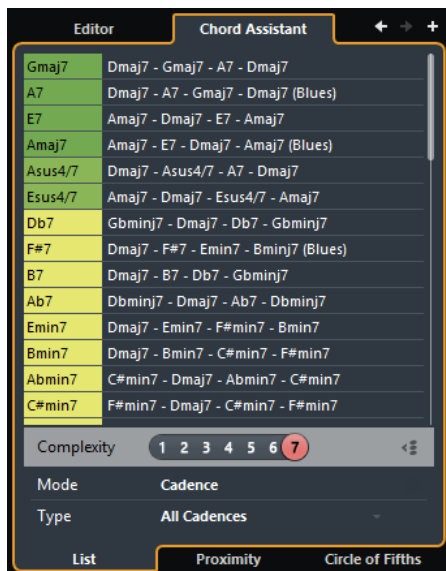 Editor Chord Assistant
Gmaj7 Dmaj7 - Gmaj7 - A7 - Dmaj7
A7 Dmaj7 - A7 - Gmaj7 - Dmaj7 (Blues)
E7 Amaj7 - Dmaj7 - E7 - Amaj7
Amaj7 Amaj7 - E7 - Dmaj7 - Amaj7 (Blues)
Asus4/7 Dmaj7 - Asus4/7 - A7 - Dmaj7
Esus4/7 Amaj7 - Dmaj7 - Esus4/7 - Amaj7
Db7 Gbminj7 - Dmaj7 - Db7 - Gbminj7
F#7 Dmaj7 - F#7 - Emin7 - Bminj7 (Blues)
B7 Dmaj7 - B7 - Db7 - Gbminj7
Ab7 Dbminj7 - Dmaj7 - Ab7 - Dbminj7
Emin7 Dmaj7 - Emin7 - F#min7 - Bmin7
Bmin7 Dmaj7 - Bmin7 - C#min7 - F#min7
Abmin7 C#min7 - Dmaj7 - Abmin7 - C#min7
C#min7 F#min7 - Dmaj7 - C#min7 - F#min7
Complexity 1 2 3 4 5 6 7
Mode Cadence
Type All Cadences
List Proximity Circle of Fifths